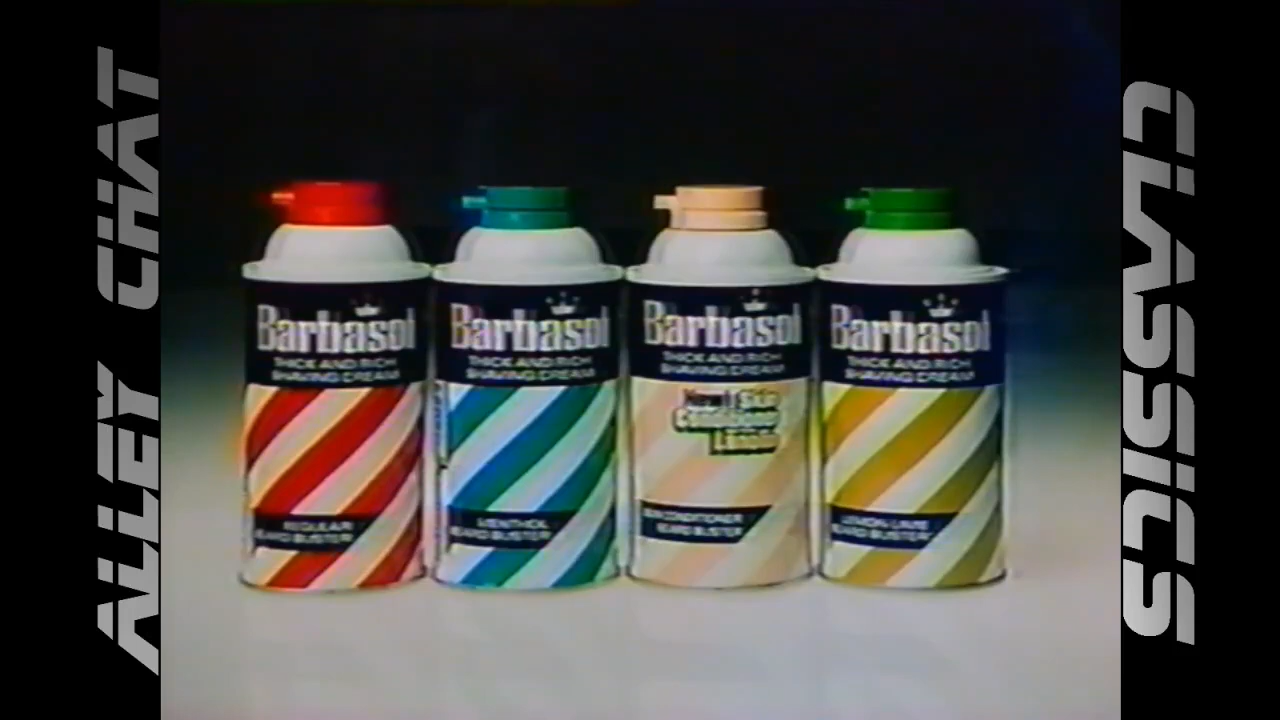 ALLEY CHAT
Barbasol
THICK AND RICH
SHAVING CREAM
REGULAR
BEARD BUSTER
Barbasol
THICK AND RICH
SHAVING CREAM
MENTHOL
BEARD BUSTER
Barbasol
THICK AND RICH
SHAVING CREAM
New! Skin
Conditioner
Lanolin
SKIN CONDITIONER
BEARD BUSTER
Barbasol
THICK AND RICH
SHAVING CREAM
LEMON LIME
BEARD BUSTER
CLASSICS